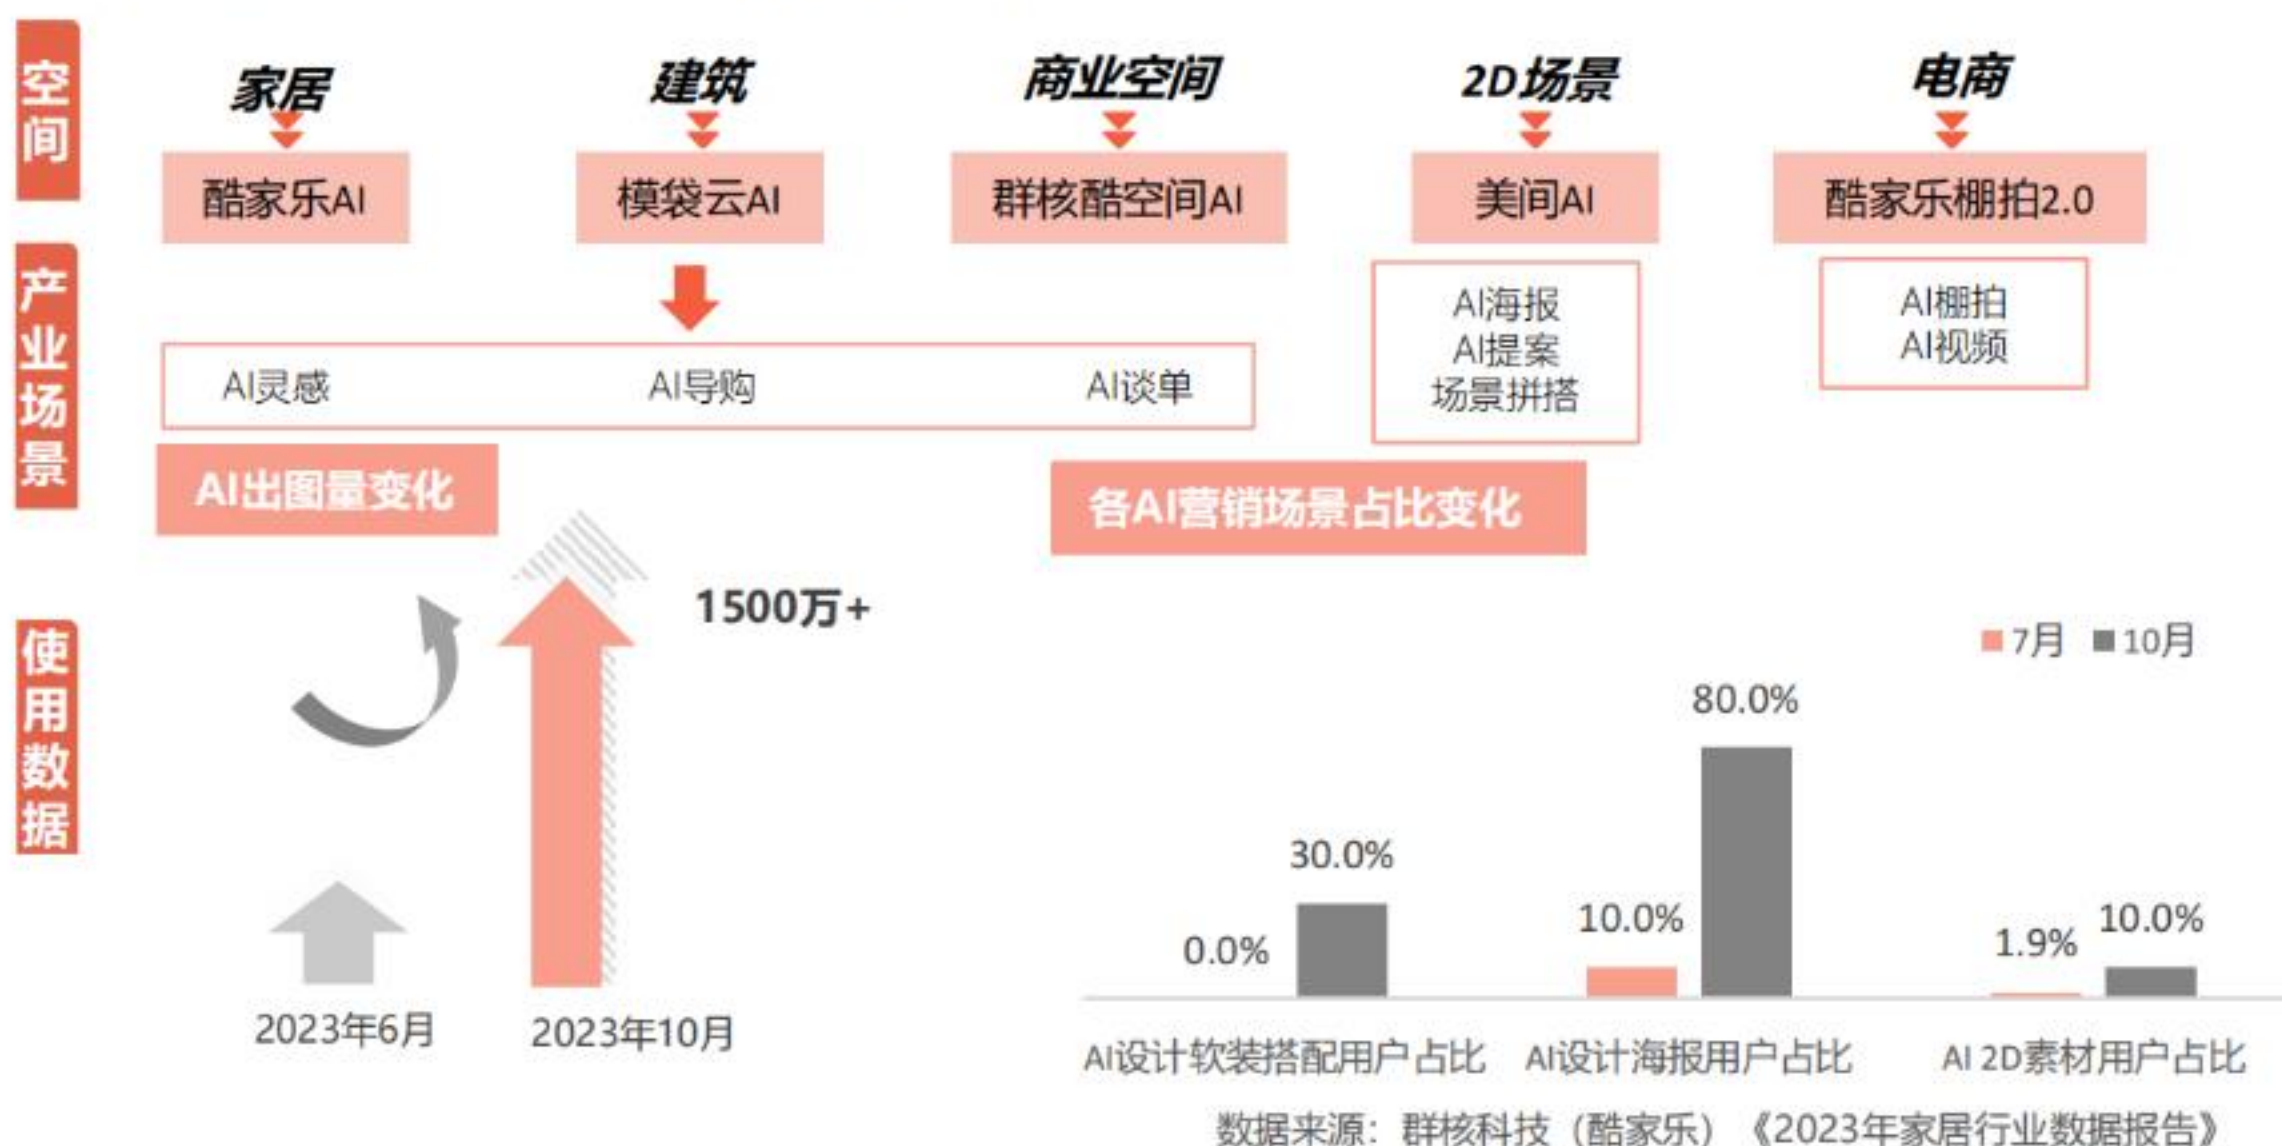 空间
家居
建筑
商业空间
2D场景
电商
酷家乐AI
模袋云AI
群核酷空间AI
美间AI
酷家乐棚拍2.0
产业场景
AI灵感
AI导购
AI谈单
AI海报
AI提案
场景拼搭
AI棚拍
AI视频
使用数据
AI出图量变化
1500万+
2023年6月
2023年10月
各AI营销场景占比变化
7月
10月
0.0%
30.0%
10.0%
80.0%
1.9%
10.0%
AI设计软装搭配用户占比
AI设计海报用户占比
AI 2D素材用户占比
数据来源：群核科技（酷家乐）《2023年家居行业数据报告》